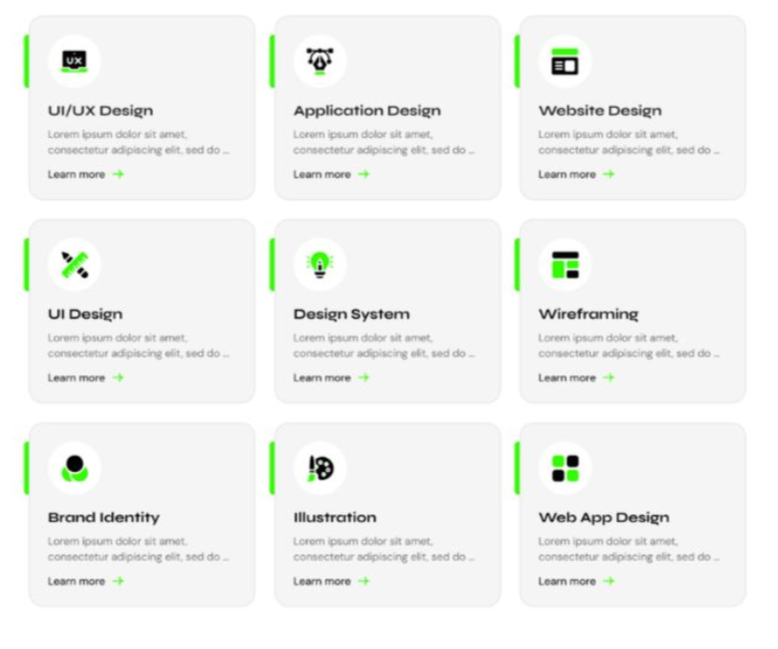 UX
UI/UX Design
Lorem ipsum dolor sit amet,
consectetur adipiscing elit, sed do ...
Learn more →
Application Design
Lorem ipsum dolor sit amet,
consectetur adipiscing elit, sed do ...
Learn more →
Website Design
Lorem ipsum dolor sit amet,
consectetur adipiscing elit, sed do ...
Learn more →
UI Design
Lorem ipsum dolor sit amet,
consectetur adipiscing elit, sed do ...
Learn more →
Design System
Lorem ipsum dolor sit amet,
consectetur adipiscing elit, sed do ...
Learn more →
Wireframing
Lorem ipsum dolor sit amet,
consectetur adipiscing elit, sed do ...
Learn more →
Brand Identity
Lorem ipsum dolor sit amet,
consectetur adipiscing elit, sed do ...
Learn more →
Illustration
Lorem ipsum dolor sit amet,
consectetur adipiscing elit, sed do ...
Learn more →
Web App Design
Lorem ipsum dolor sit amet,
consectetur adipiscing elit, sed do ...
Learn more →